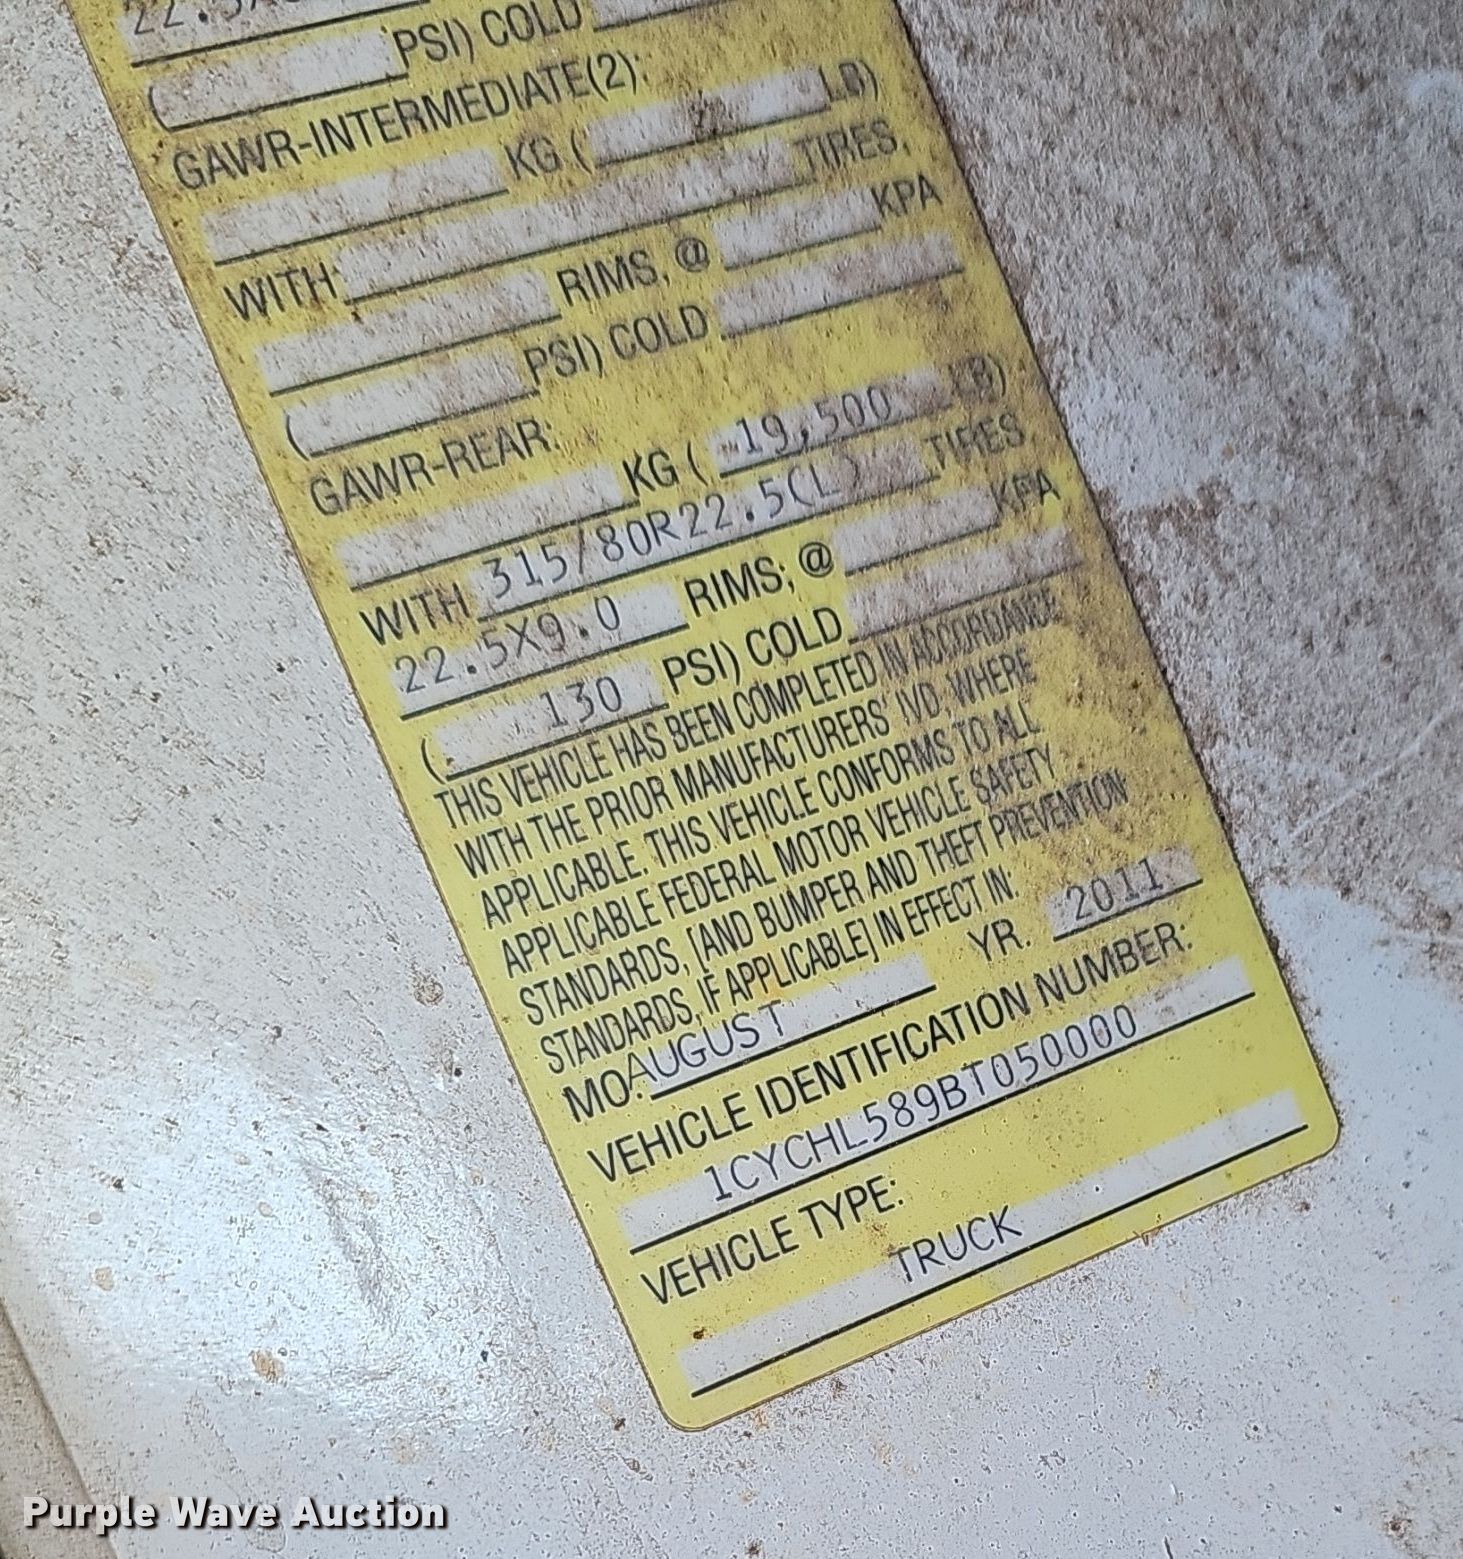 PSI) COLD
(
GAWR-INTERMEDIATE(2):
KG ( LB)
WITH TIRES,
RIMS, @ KPA
( PSI) COLD
GAWR-REAR:
KG ( 19,500 LB)
WITH 315/80R22.5(L) TIRES,
22.5X9.0 RIMS; @ KPA
( 130 PSI) COLD
THIS VEHICLE HAS BEEN COMPLETED IN ACCORDANCE
WITH THE PRIOR MANUFACTURERS' IVD. WHERE
APPLICABLE. THIS VEHICLE CONFORMS TO ALL
APPLICABLE FEDERAL MOTOR VEHICLE SAFETY
STANDARDS, [AND BUMPER AND THEFT PREVENTION
STANDARDS, IF APPLICABLE] IN EFFECT IN:
MO. AUGUST YR. 2011
VEHICLE IDENTIFICATION NUMBER:
1CYCHL589BT050000
VEHICLE TYPE:
TRUCK
Purple Wave Auction